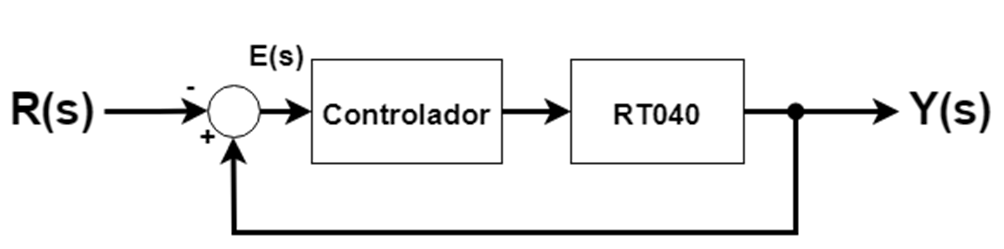 E(s)
-
R(s)
Controlador
RT040
Y(s)
+